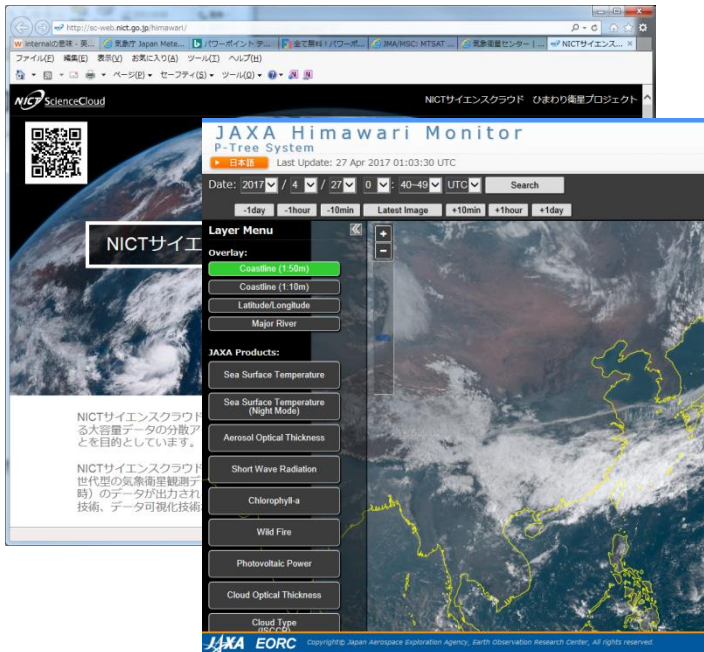 http://sc-web.nict.go.jp/himawari/
internalの意味 - 英...
気象庁 Japan Mete...
パワーポイント テ...
全て無料!パワーポ...
JMA/MSC: MTSAT ...
気象衛星センター | ...
NICTサイエンス... ×
ファイル(F) 編集(E) 表示(V) お気に入り(A) ツール(T) ヘルプ(H)
ページ(P) セーフティ(S) ツール(O)
NICT ScienceCloud
NICTサイエンスクラウド ひまわり衛星プロジェクト
NICTサイエ
NICTサイエンスクラウド
る大容量データの分散ア
とを目的としています。
NICTサイエンスクラウド
世代型の気象衛星観測デ
時）のデータが出力され
技術、データ可視化技術
JAXA Himawari Monitor
P-Tree System
日本語 Last Update: 27 Apr 2017 01:03:30 UTC
Date: 2017 / 4 / 27 0 : 40-49 UTC Search
-1day -1hour -10min Latest Image +10min +1hour +1day
Layer Menu
+
−
Overlay:
Coastline (1:50m)
Coastline (1:10m)
Latitude/Longitude
Major River
JAXA Products:
Sea Surface Temperature
Sea Surface Temperature
(Night Mode)
Aerosol Optical Thickness
Short Wave Radiation
Chlorophyll-a
Wild Fire
Photovoltaic Power
Cloud Optical Thickness
Cloud Type
(ISCCP)
JAXA EORC Copyright© Japan Aerospace Exploration Agency, Earth Observation Research Center, All rights reserved.